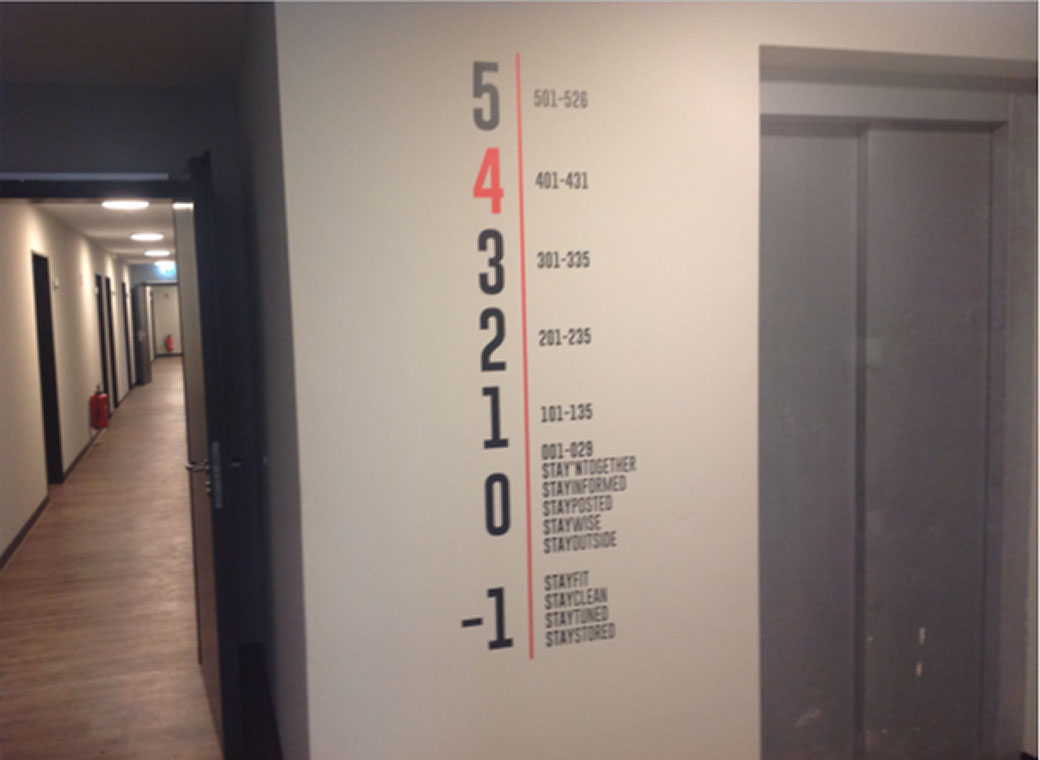 5 501-526
4 401-431
3 301-335
2 201-235
1 101-135
0 001-029
STAY'NTOGETHER
STAYINFORMED
STAYPOSTED
STAYWISE
STAYOUTSIDE
-1 STAYFIT
STAYCLEAN
STAYTUNED
STAYSTORED